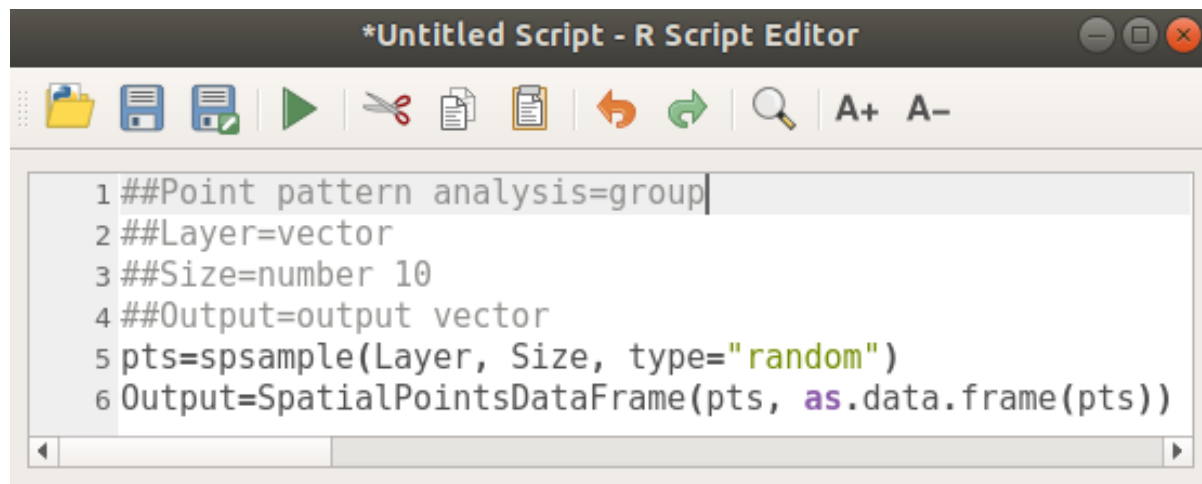 *Untitled Script - R Script Editor
A+ A-
1 ##Point pattern analysis=group
2 ##Layer=vector
3 ##Size=number 10
4 ##Output=output vector
5 pts=spsample(Layer, Size, type="random")
6 Output=SpatialPointsDataFrame(pts, as.data.frame(pts))